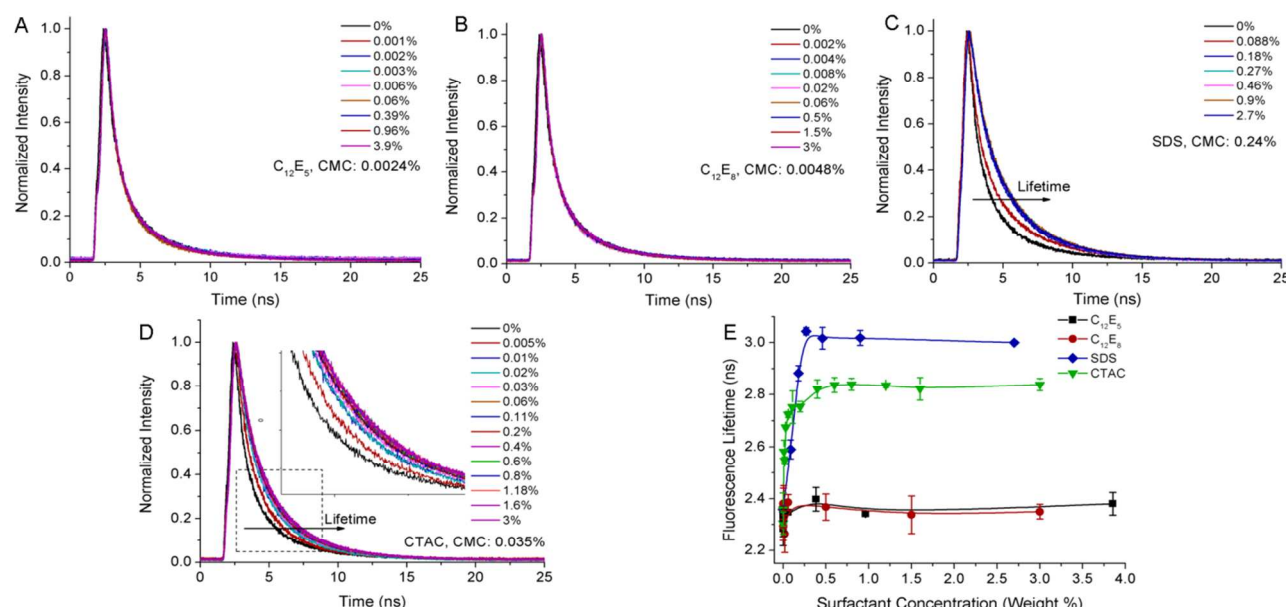 A
Normalized Intensity
1.0
0.8
0.6
0.4
0.2
0.0
0%
0.001%
0.002%
0.003%
0.006%
0.06%
0.39%
0.96%
3.9%
C₁₂E₅, CMC: 0.0024%
0 5 10 15 20 25
Time (ns)
B
Normalized Intensity
1.0
0.8
0.6
0.4
0.2
0.0
0%
0.002%
0.004%
0.008%
0.02%
0.06%
0.5%
1.5%
3%
C₁₂E₈, CMC: 0.0048%
0 5 10 15 20 25
Time (ns)
C
Normalized Intensity
1.0
0.8
0.6
0.4
0.2
0.0
0%
0.088%
0.18%
0.27%
0.46%
0.9%
2.7%
SDS, CMC: 0.24%
Lifetime
0 5 10 15 20 25
Time (ns)
D
Normalized Intensity
1.0
0.8
0.6
0.4
0.2
0.0
0%
0.005%
0.01%
0.02%
0.03%
0.06%
0.11%
0.2%
0.4%
0.6%
0.8%
1.18%
1.6%
3%
Lifetime
CTAC, CMC: 0.035%
0 5 10 15 20 25
Time (ns)
E
Fluorescence Lifetime (ns)
3.0
2.8
2.6
2.4
2.2
C₁₂E₅
C₁₂E₈
SDS
CTAC
0.0 0.5 1.0 1.5 2.0 2.5 3.0 3.5 4.0
Surfactant Concentration (Weight %)